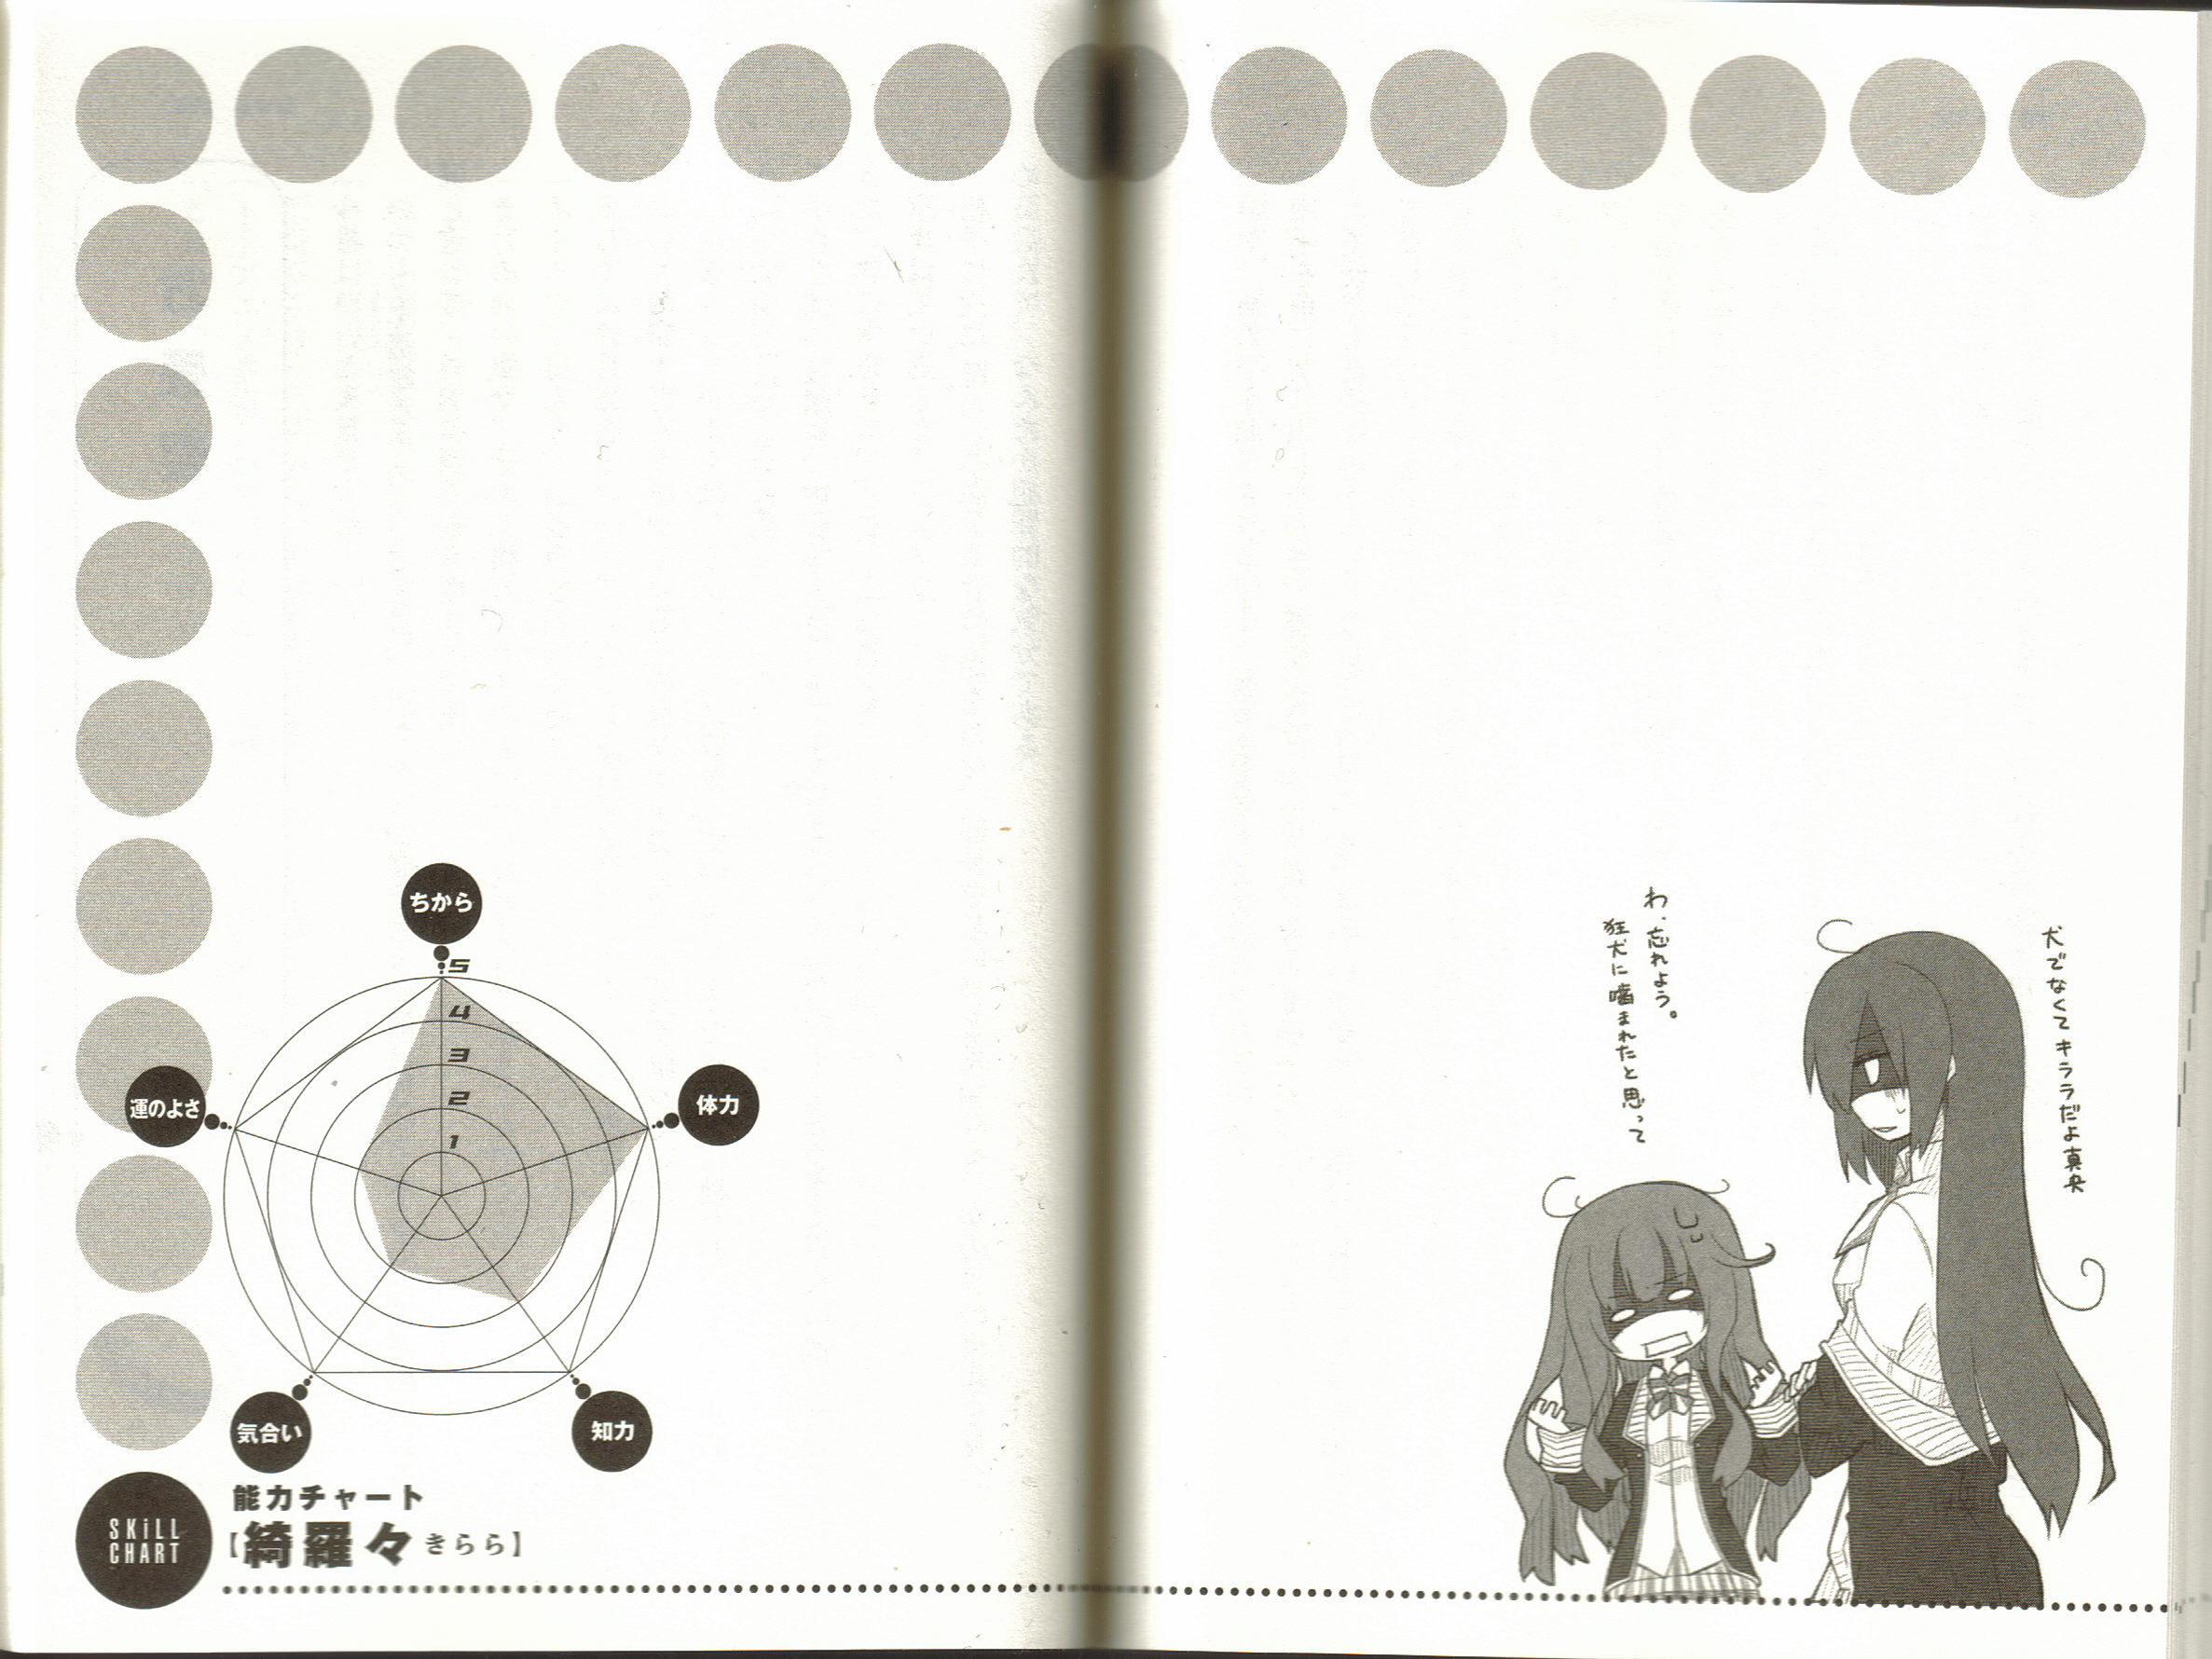 犬でなくてキララだよ真央
わ、忘れよう。
狂犬に噛まれたと思って
ちから
5
4
3
2
1
運のよさ
体力
気合い
知力
SKiLL
CHART
能力チャート
【綺羅々きらら】